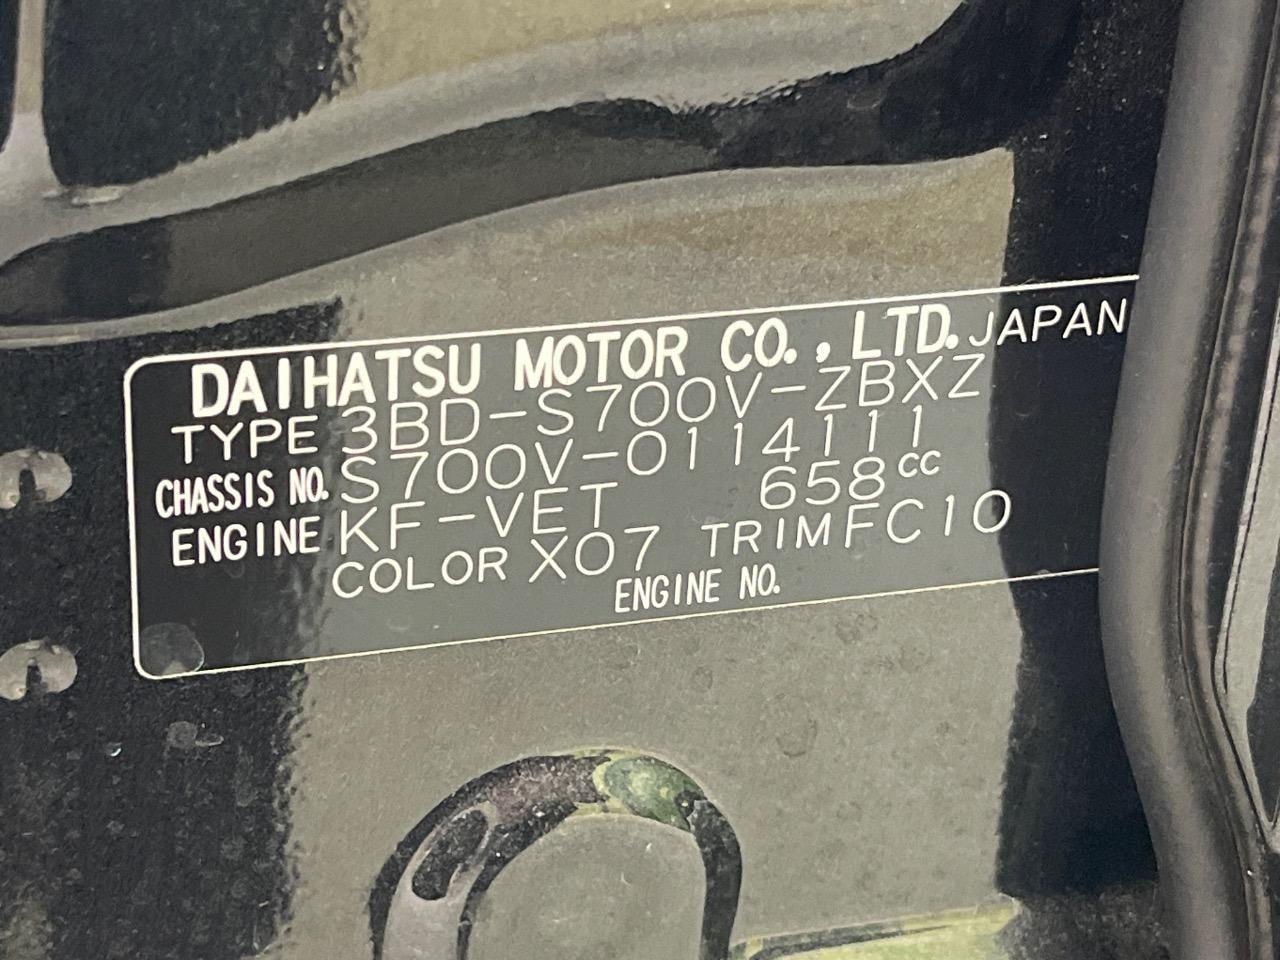 DAIHATSU MOTOR CO., LTD. JAPAN
TYPE 3BD-S700V-ZBXZ
CHASSIS NO. S700V-0114111
ENGINE KF-VET 658cc
COLOR X07 TRIM FC10
ENGINE NO.